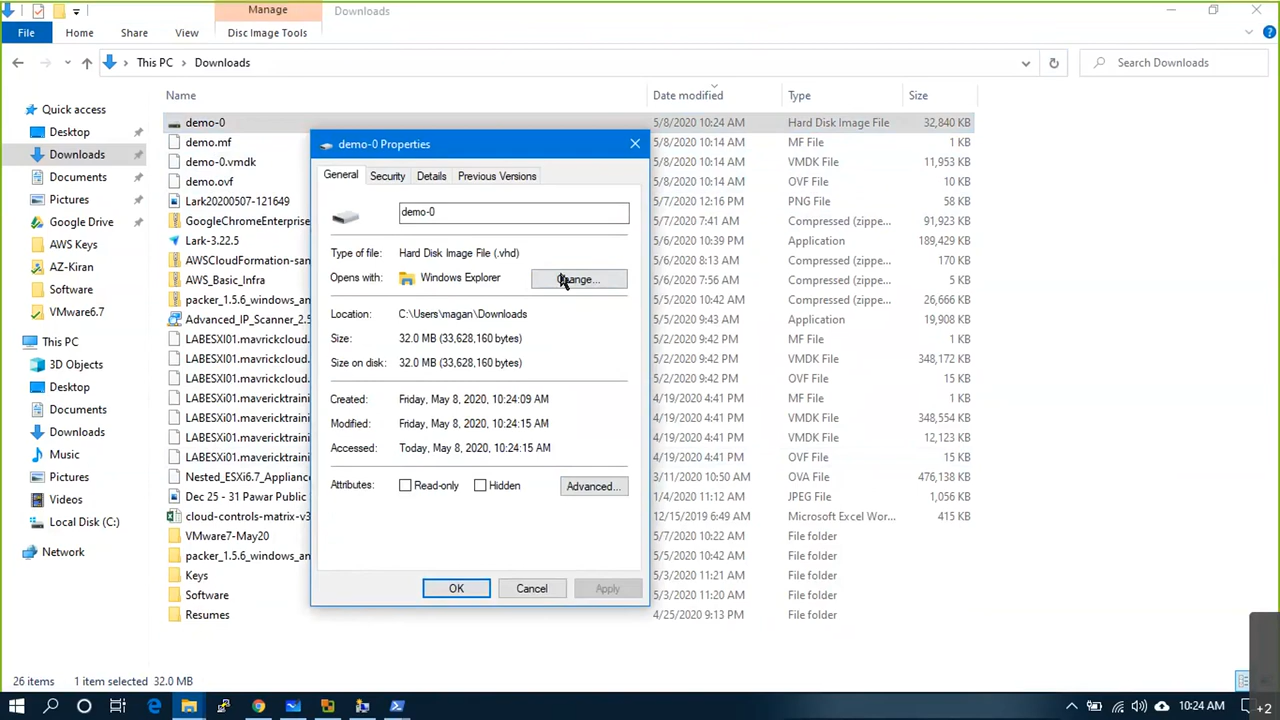 Manage Downloads
File Home Share View Disc Image Tools
This PC Downloads Search Downloads
Name Date modified Type Size
Quick access
Desktop
Downloads
Documents
Pictures
Google Drive
AWS Keys
AZ-Kiran
Software
VMware6.7
This PC
3D Objects
Desktop
Documents
Downloads
Music
Pictures
Videos
Local Disk (C:)
Network
demo-0 5/8/2020 10:24 AM Hard Disk Image File 32,840 KB
demo.mf 5/8/2020 10:14 AM MF File 1 KB
demo-0.vmdk 5/8/2020 10:14 AM VMDK File 11,953 KB
demo.ovf 5/8/2020 10:14 AM OVF File 10 KB
Lark20200507-121649 5/7/2020 12:16 PM PNG File 58 KB
GoogleChromeEnterprise 5/7/2020 7:41 AM Compressed (zippe... 91,923 KB
Lark-3.22.5 5/6/2020 10:39 PM Application 189,429 KB
AWSCloudFormation-san 5/6/2020 8:13 AM Compressed (zippe... 170 KB
AWS_Basic_Infra 5/6/2020 7:56 AM Compressed (zippe... 5 KB
packer_1.5.6_windows_an 5/5/2020 10:42 AM Compressed (zippe... 26,666 KB
Advanced_IP_Scanner_2.5 5/5/2020 9:43 AM Application 19,908 KB
LABESXI01.mavrickcloud. 5/2/2020 9:42 PM MF File 1 KB
LABESXI01.mavrickcloud. 5/2/2020 9:42 PM VMDK File 348,172 KB
LABESXI01.mavrickcloud. 5/2/2020 9:42 PM OVF File 15 KB
LABESXi01.mavericktraini 4/19/2020 4:41 PM MF File 1 KB
LABESXi01.mavericktraini 4/19/2020 4:41 PM VMDK File 348,554 KB
LABESXi01.mavericktraini 4/19/2020 4:41 PM VMDK File 12,123 KB
LABESXi01.mavericktraini 4/19/2020 4:41 PM OVF File 15 KB
Nested_ESXi6.7_Appliance 3/11/2020 10:50 AM OVA File 476,138 KB
Dec 25 - 31 Pawar Public 1/4/2020 11:12 AM JPEG File 1,056 KB
cloud-controls-matrix-v3 12/15/2019 6:49 AM Microsoft Excel Wor... 415 KB
VMware7-May20 5/7/2020 10:22 AM File folder
packer_1.5.6_windows_an 5/5/2020 10:42 AM File folder
Keys 5/3/2020 11:21 AM File folder
Software 5/3/2020 11:20 AM File folder
Resumes 4/25/2020 9:13 PM File folder
demo-0 Properties
General Security Details Previous Versions
demo-0
Type of file: Hard Disk Image File (.vhd)
Opens with: Windows Explorer Change...
Location: C:\Users\magan\Downloads
Size: 32.0 MB (33,628,160 bytes)
Size on disk: 32.0 MB (33,628,160 bytes)
Created: Friday, May 8, 2020, 10:24:09 AM
Modified: Friday, May 8, 2020, 10:24:15 AM
Accessed: Today, May 8, 2020, 10:24:15 AM
Attributes: Read-only Hidden Advanced...
OK Cancel Apply
26 items 1 item selected 32.0 MB
10:24 AM +2